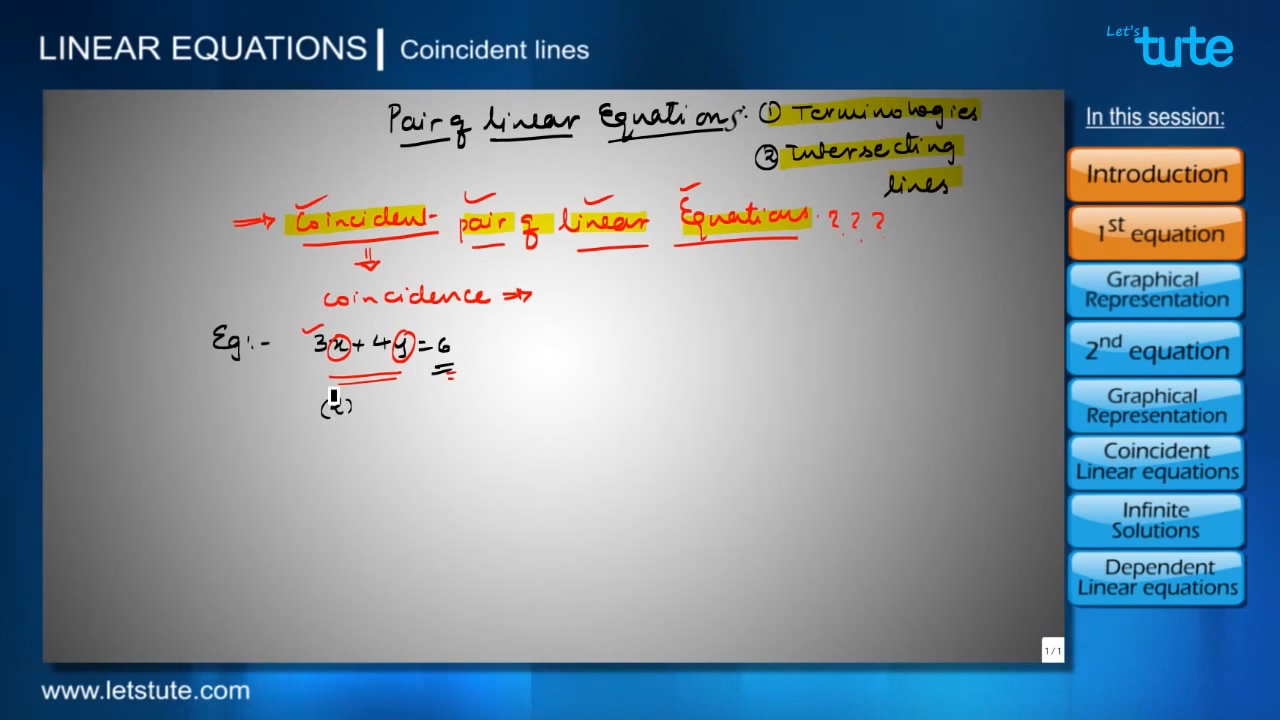 LINEAR EQUATIONS | Coincident lines
Let's tute
Pair of linear Equations: ① Terminologies
② Intersecting
lines
⇒ Coincident pair of linear Equations. ? ? ?
⇓
coincidence ⇒
Eg:- 3x + 4y = 6
(x)
In this session:
Introduction
1st equation
Graphical
Representation
2nd equation
Graphical
Representation
Coincident
Linear equations
Infinite
Solutions
Dependent
Linear equations
1/1
www.letstute.com